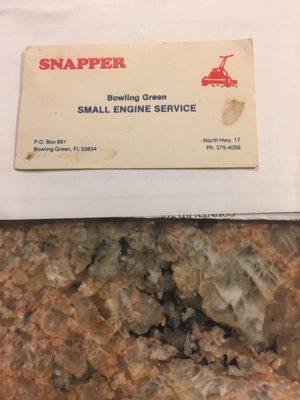 SNAPPER
Bowling Green
SMALL ENGINE SERVICE
P.O. Box 891
Bowling Green, Fl. 33834
North Hwy. 17
Ph. 375-4056